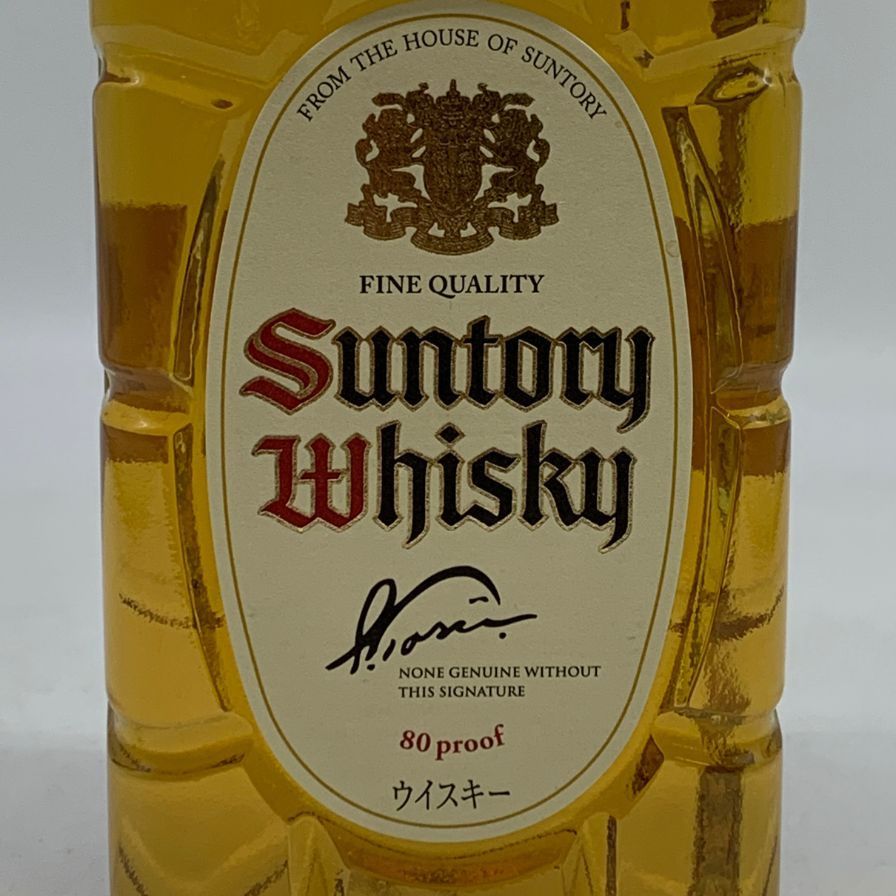 FROM THE HOUSE OF SUNTORY
FINE QUALITY
Suntory
Whisky
NONE GENUINE WITHOUT
THIS SIGNATURE
80 proof
ウイスキー